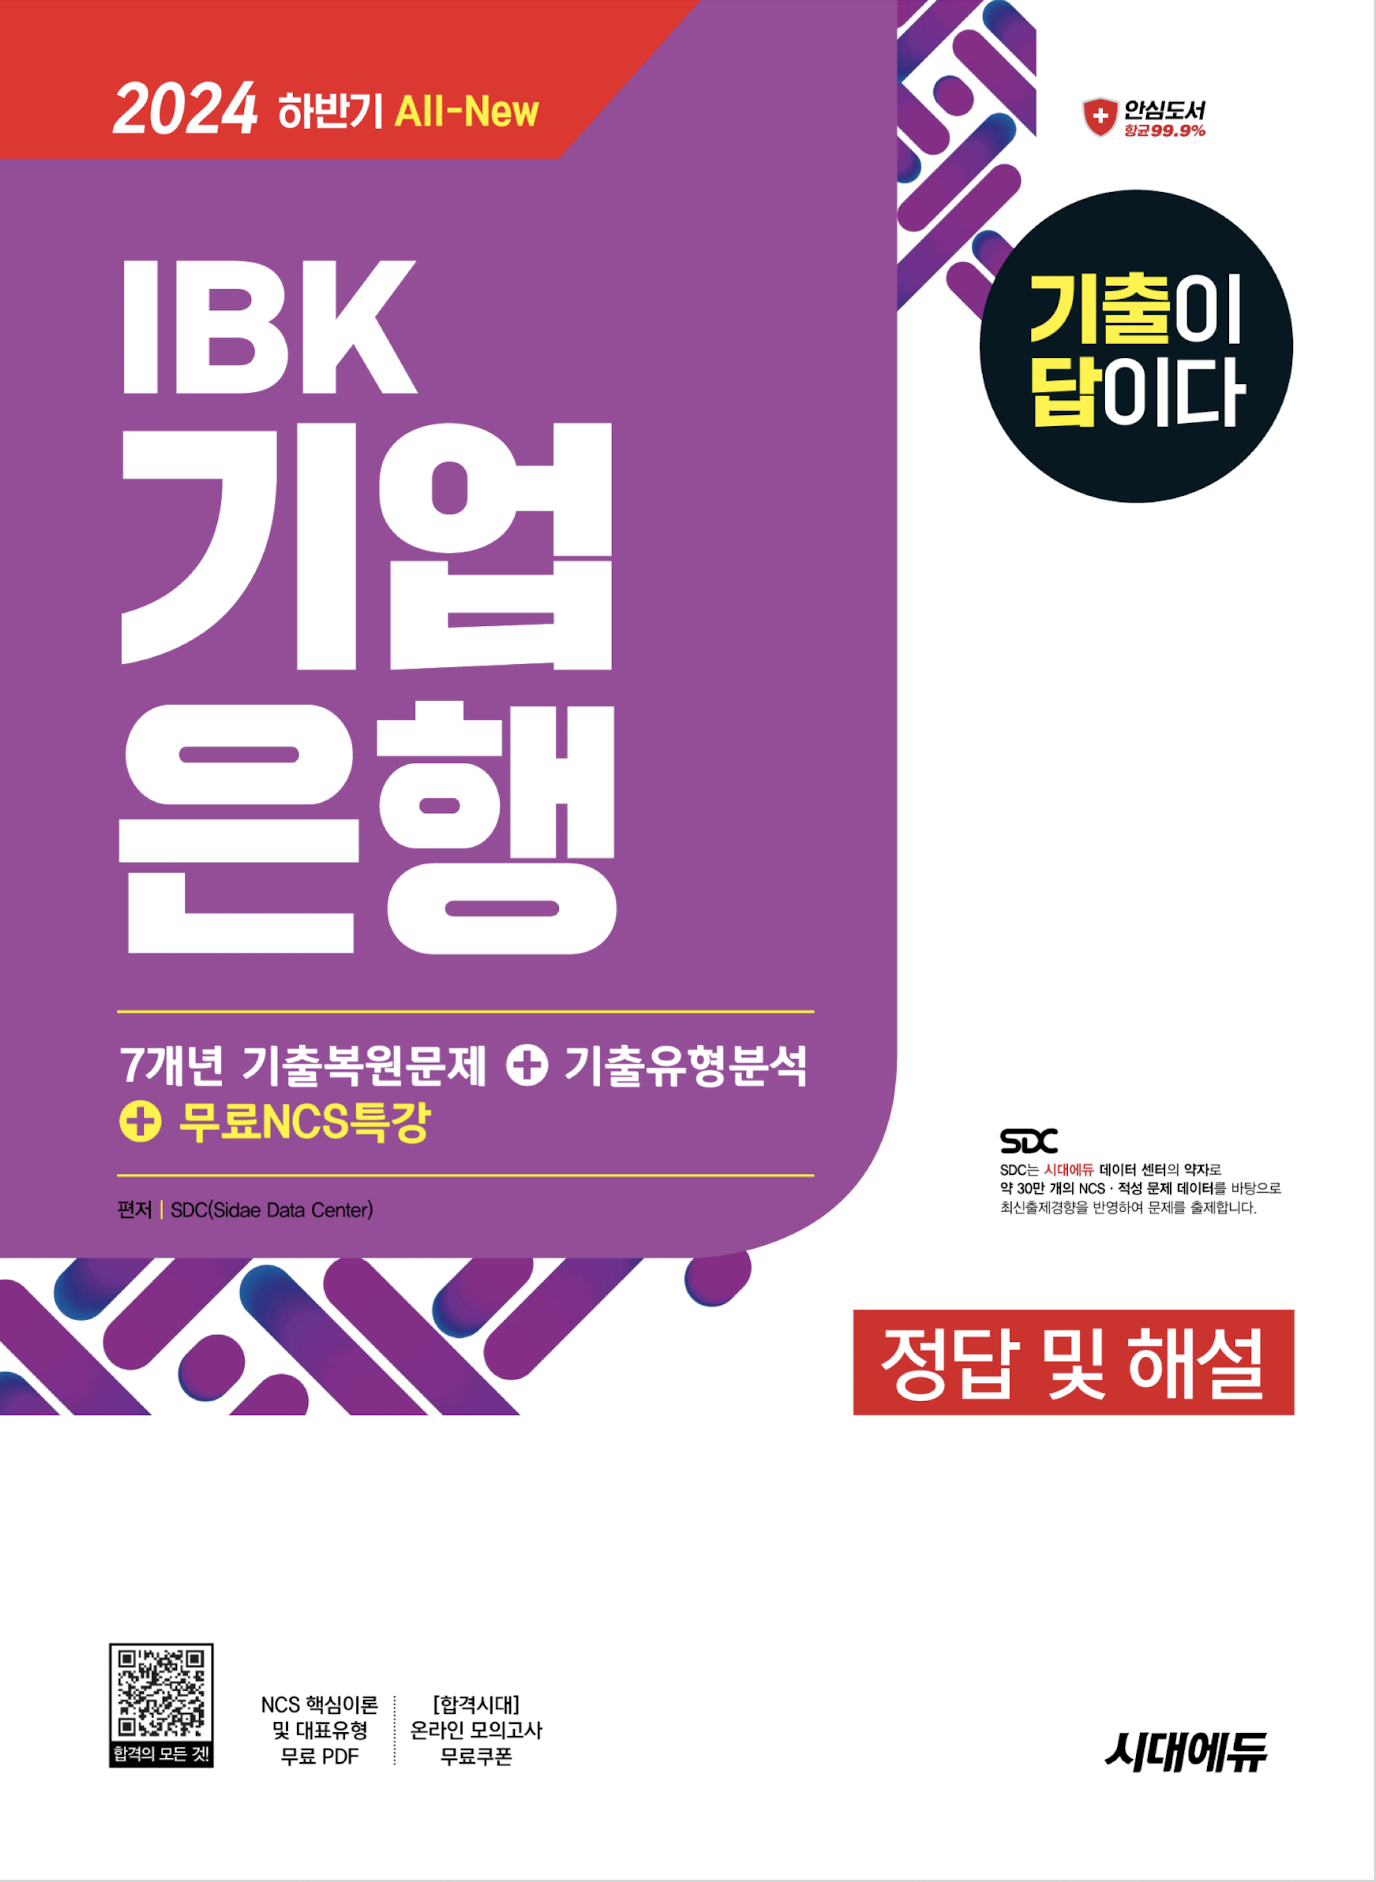 2024 하반기 All-New
안심도서
항균99.9%
기출이
답이다
IBK
기업
은행
7개년 기출복원문제 + 기출유형분석
+ 무료NCS특강
편저 | SDC(Sidae Data Center)
SDC
SDC는 시대에듀 데이터 센터의 약자로
약 30만 개의 NCS · 적성 문제 데이터를 바탕으로
최신출제경향을 반영하여 문제를 출제합니다.
정답 및 해설
합격의 모든 것!
NCS 핵심이론
및 대표유형
무료 PDF
[합격시대]
온라인 모의고사
무료쿠폰
시대에듀